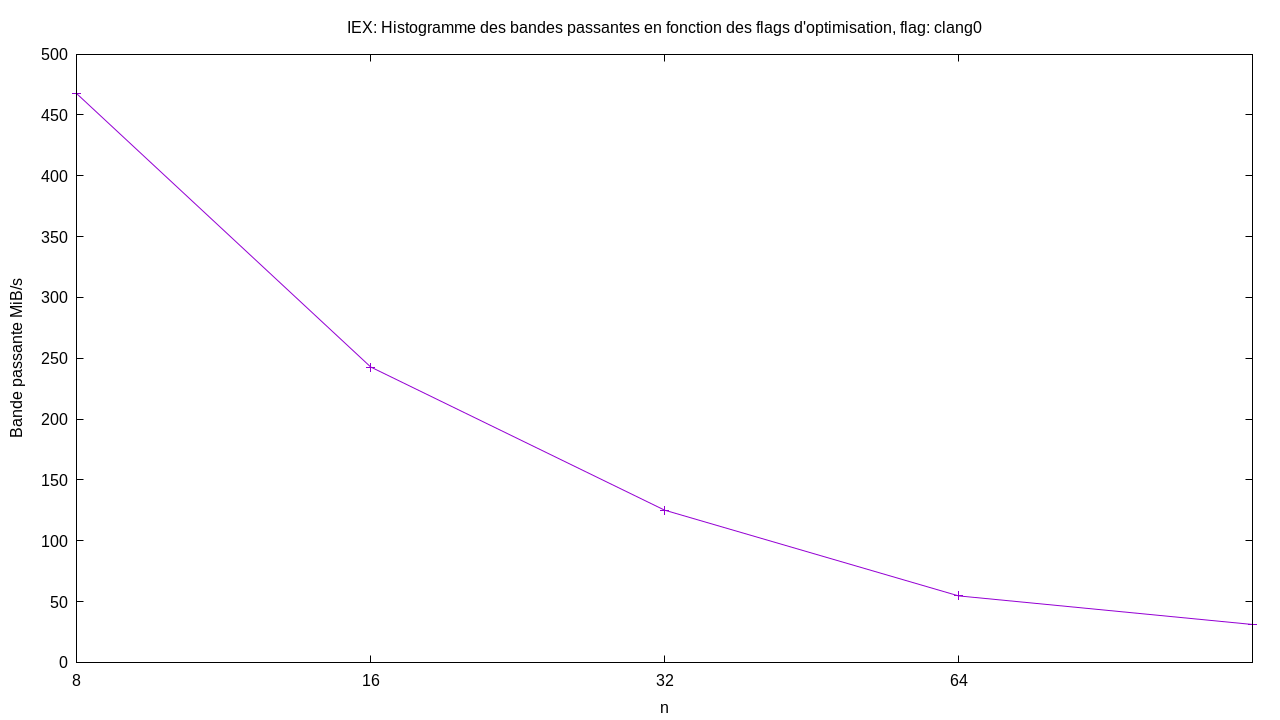 IEX: Histogramme des bandes passantes en fonction des flags d'optimisation, flag: clang0
500
450
400
350
300
250
200
150
100
50
0
Bande passante MiB/s
8 16 32 64
n